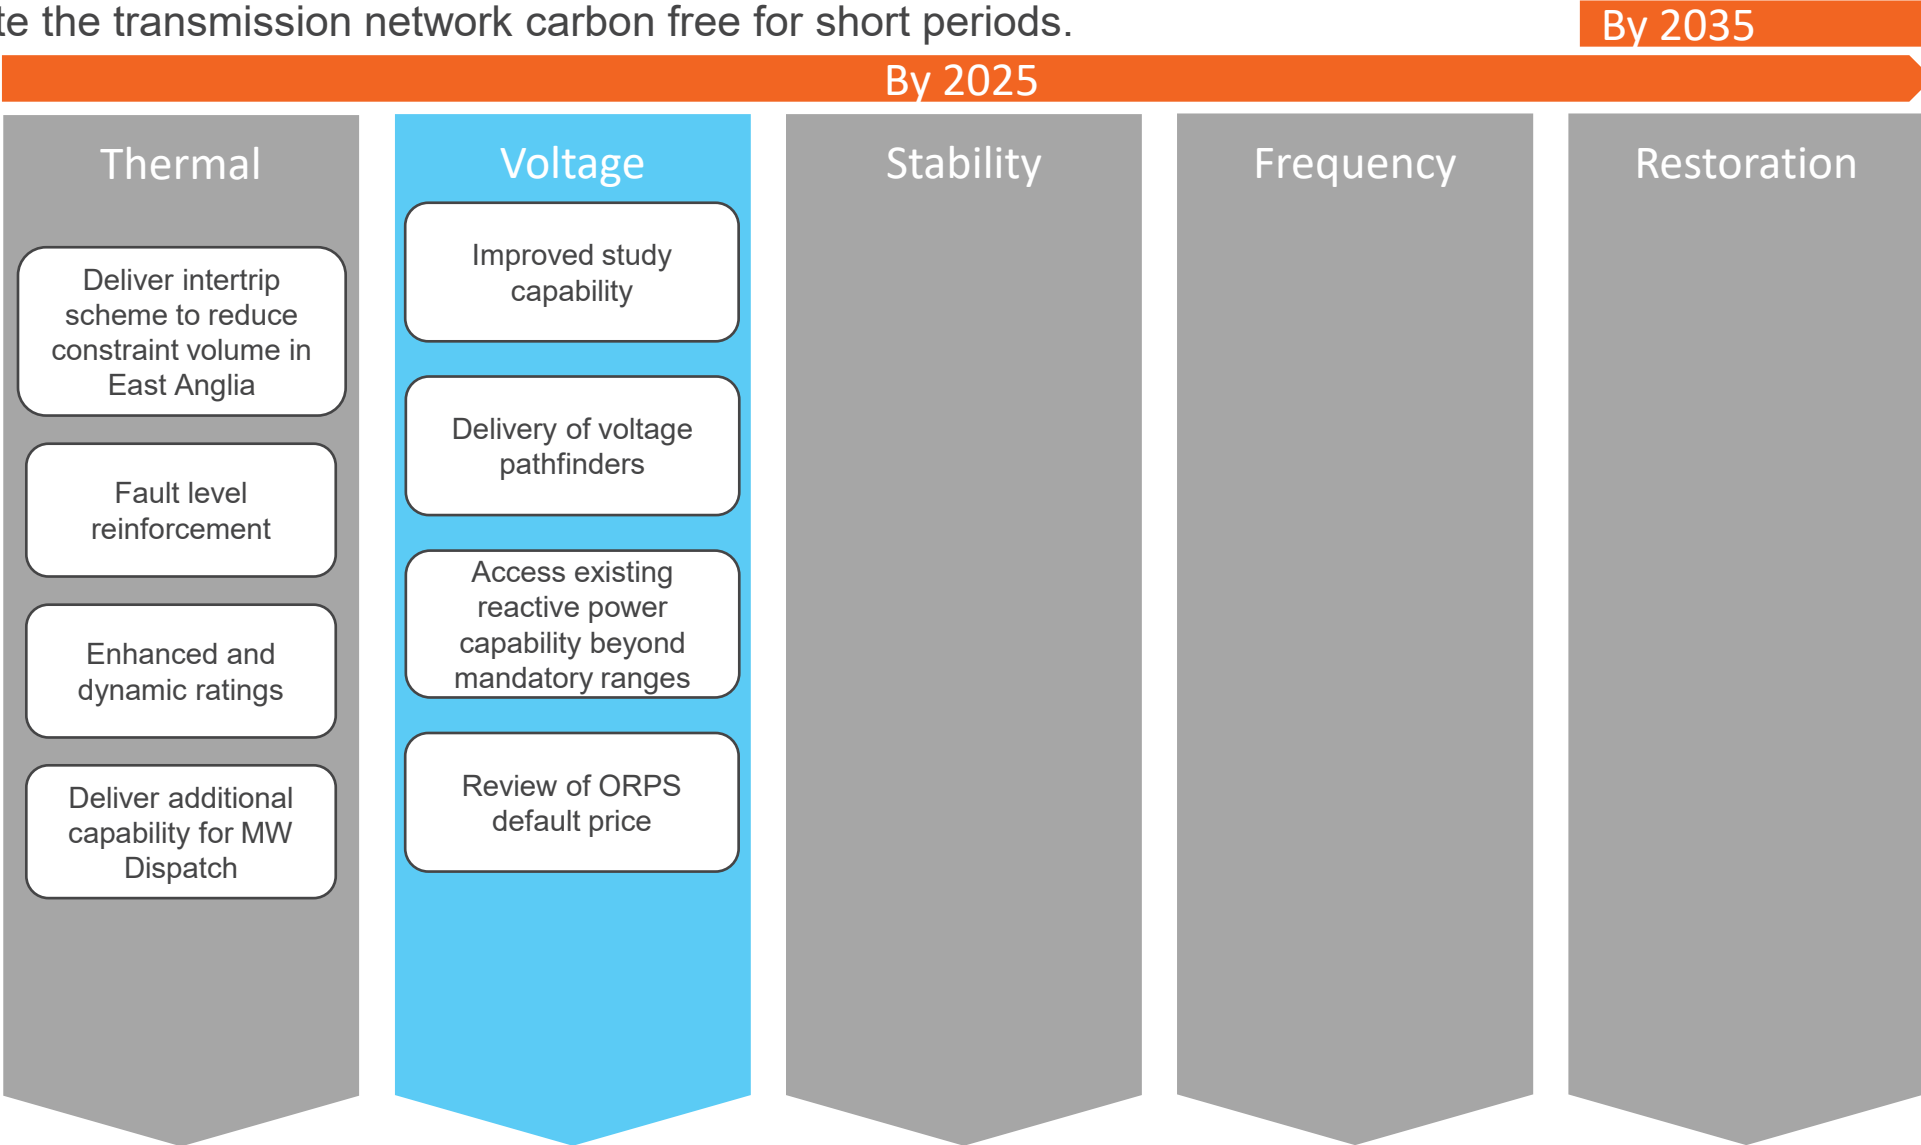 the transmission network carbon free for short periods.
By 2035
By 2025
Thermal
Deliver intertrip
scheme to reduce
constraint volume in
East Anglia
Fault level
reinforcement
Enhanced and
dynamic ratings
Deliver additional
capability for MW
Dispatch
Voltage
Improved study
capability
Delivery of voltage
pathfinders
Access existing
reactive power
capability beyond
mandatory ranges
Review of ORPS
default price
Stability
Frequency
Restoration